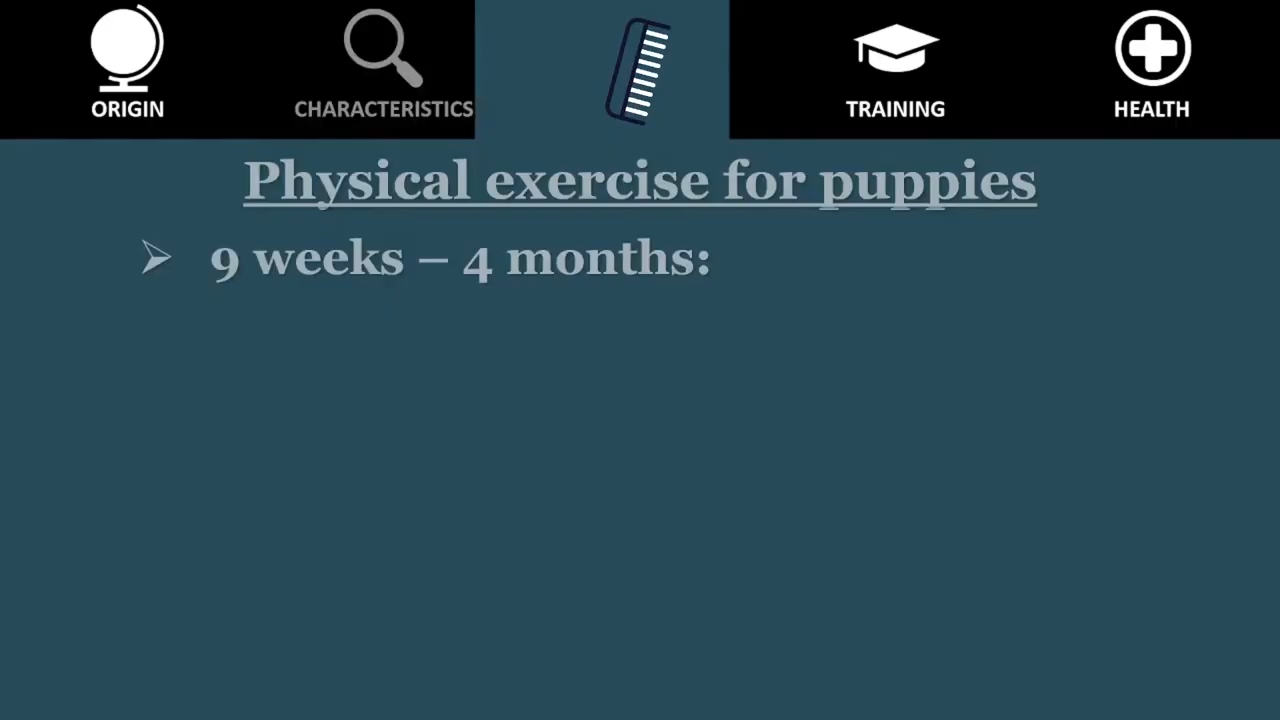 ORIGIN
CHARACTERISTICS
TRAINING
HEALTH
Physical exercise for puppies
➢ 9 weeks – 4 months: